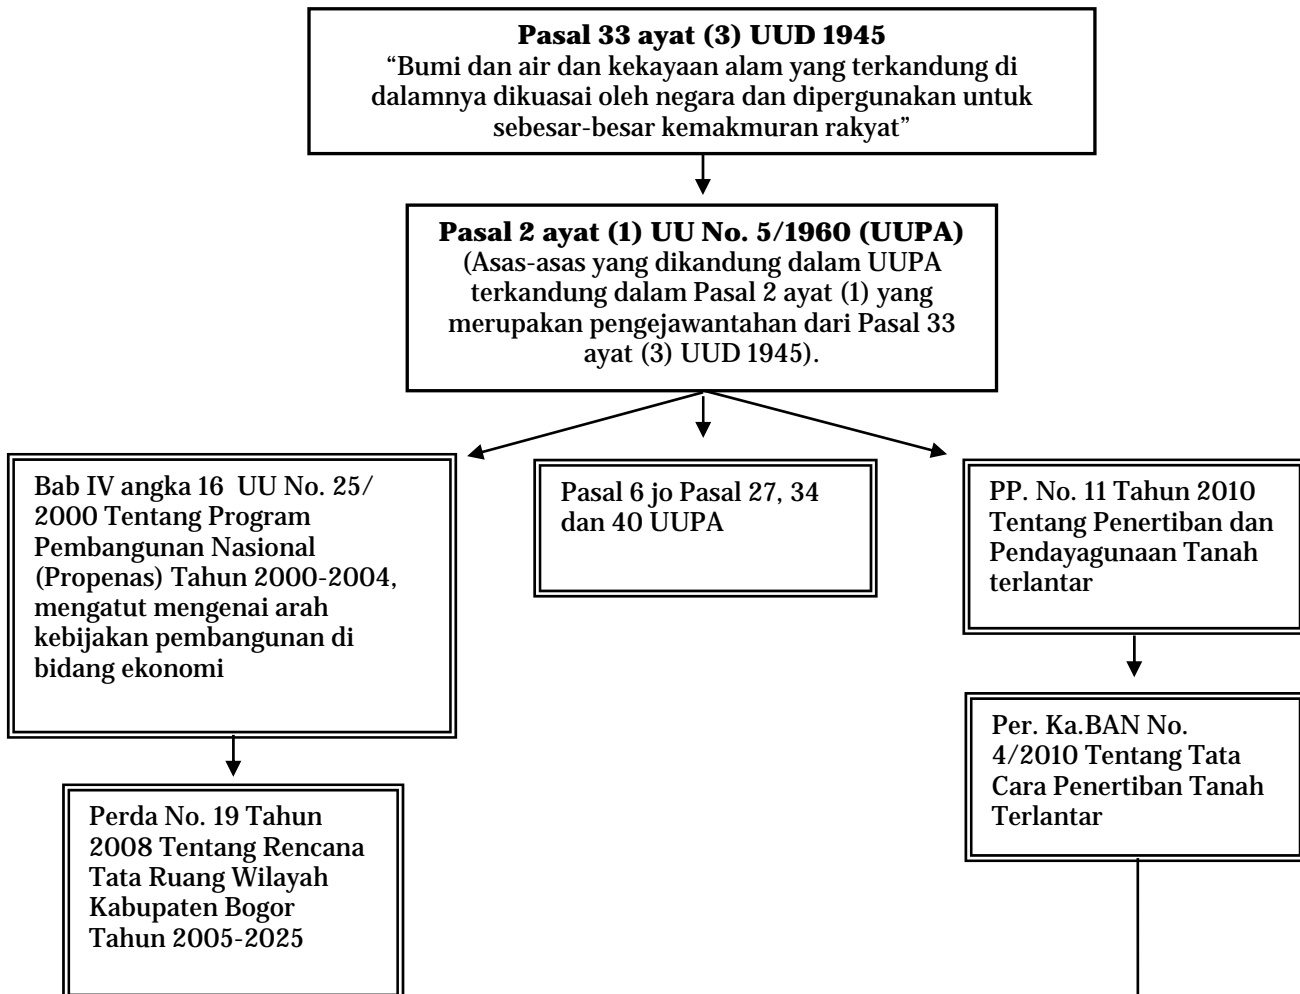 Pasal 33 ayat (3) UUD 1945
“Bumi dan air dan kekayaan alam yang terkandung di
dalamnya dikuasai oleh negara dan dipergunakan untuk
sebesar-besar kemakmuran rakyat”
Pasal 2 ayat (1) UU No. 5/1960 (UUPA)
(Asas-asas yang dikandung dalam UUPA
terkandung dalam Pasal 2 ayat (1) yang
merupakan pengejawantahan dari Pasal 33
ayat (3) UUD 1945).
Bab IV angka 16 UU No. 25/
2000 Tentang Program
Pembangunan Nasional
(Propenas) Tahun 2000-2004,
mengatut mengenai arah
kebijakan pembangunan di
bidang ekonomi
Pasal 6 jo Pasal 27, 34
dan 40 UUPA
PP. No. 11 Tahun 2010
Tentang Penertiban dan
Pendayagunaan Tanah
terlantar
Perda No. 19 Tahun
2008 Tentang Rencana
Tata Ruang Wilayah
Kabupaten Bogor
Tahun 2005-2025
Per. Ka.BAN No.
4/2010 Tentang Tata
Cara Penertiban Tanah
Terlantar